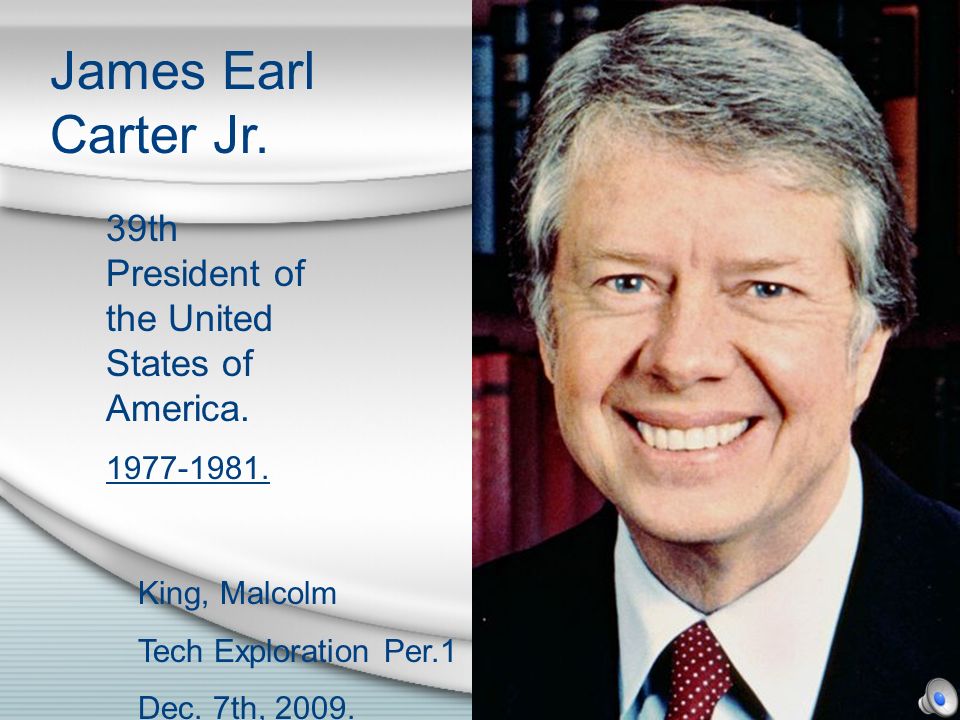 James Earl
Carter Jr.
39th
President of
the United
States of
America.
1977-1981.
King, Malcolm
Tech Exploration Per.1
Dec. 7th, 2009.